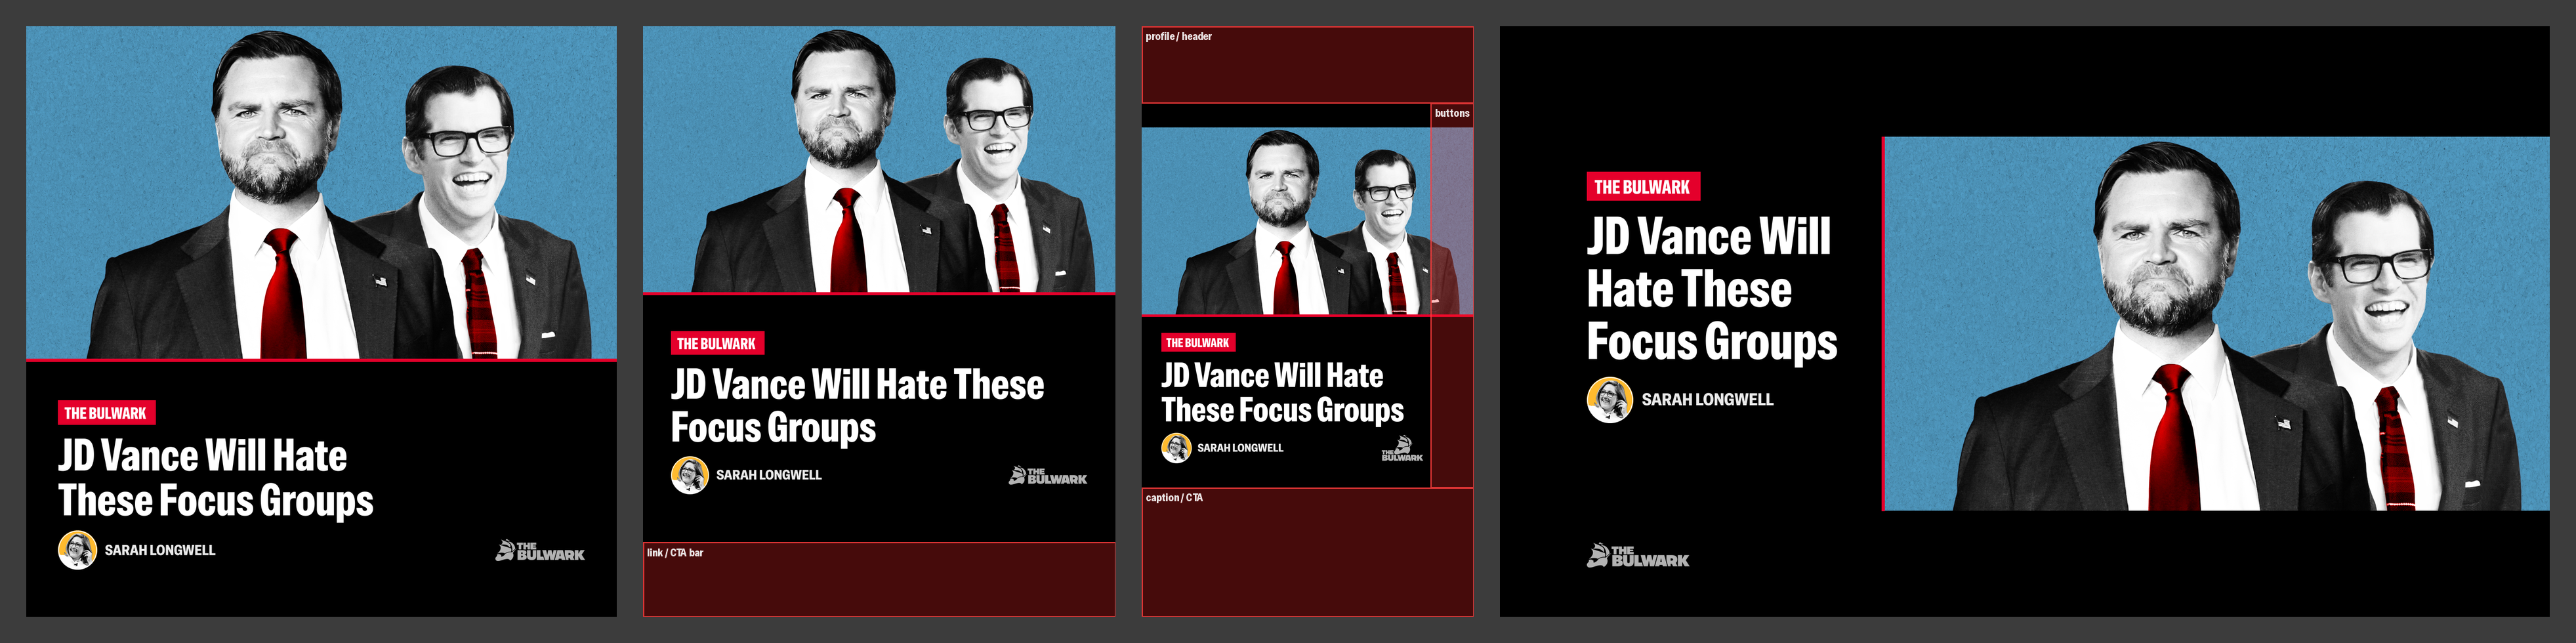 THE BULWARK
JD Vance Will Hate
These Focus Groups
SARAH LONGWELL
THE
BULWARK
THE BULWARK
JD Vance Will Hate These
Focus Groups
SARAH LONGWELL
THE
BULWARK
link / CTA bar
profile / header
buttons
THE BULWARK
JD Vance Will Hate
These Focus Groups
SARAH LONGWELL
THE
BULWARK
caption / CTA
THE BULWARK
JD Vance Will
Hate These
Focus Groups
SARAH LONGWELL
THE
BULWARK